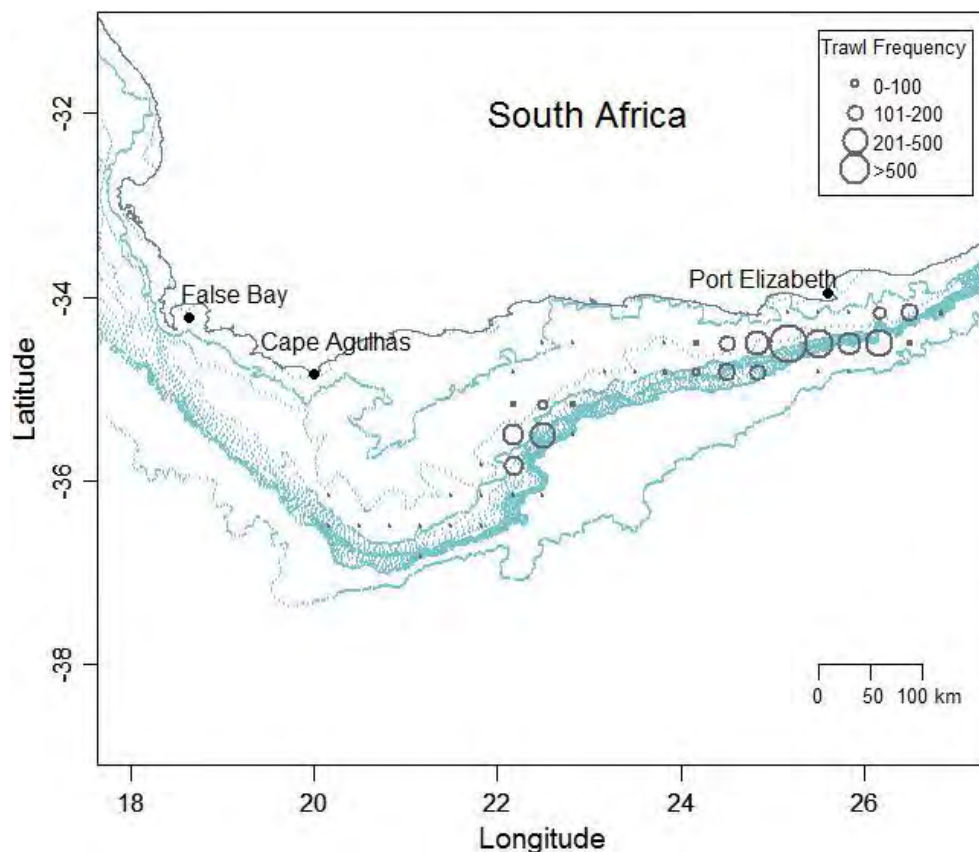 Trawl Frequency
0-100
101-200
201-500
>500
South Africa
Port Elizabeth
False Bay
Cape Agulhas
-32
-34
-36
-38
Latitude
0 50 100 km
18 20 22 24 26
Longitude